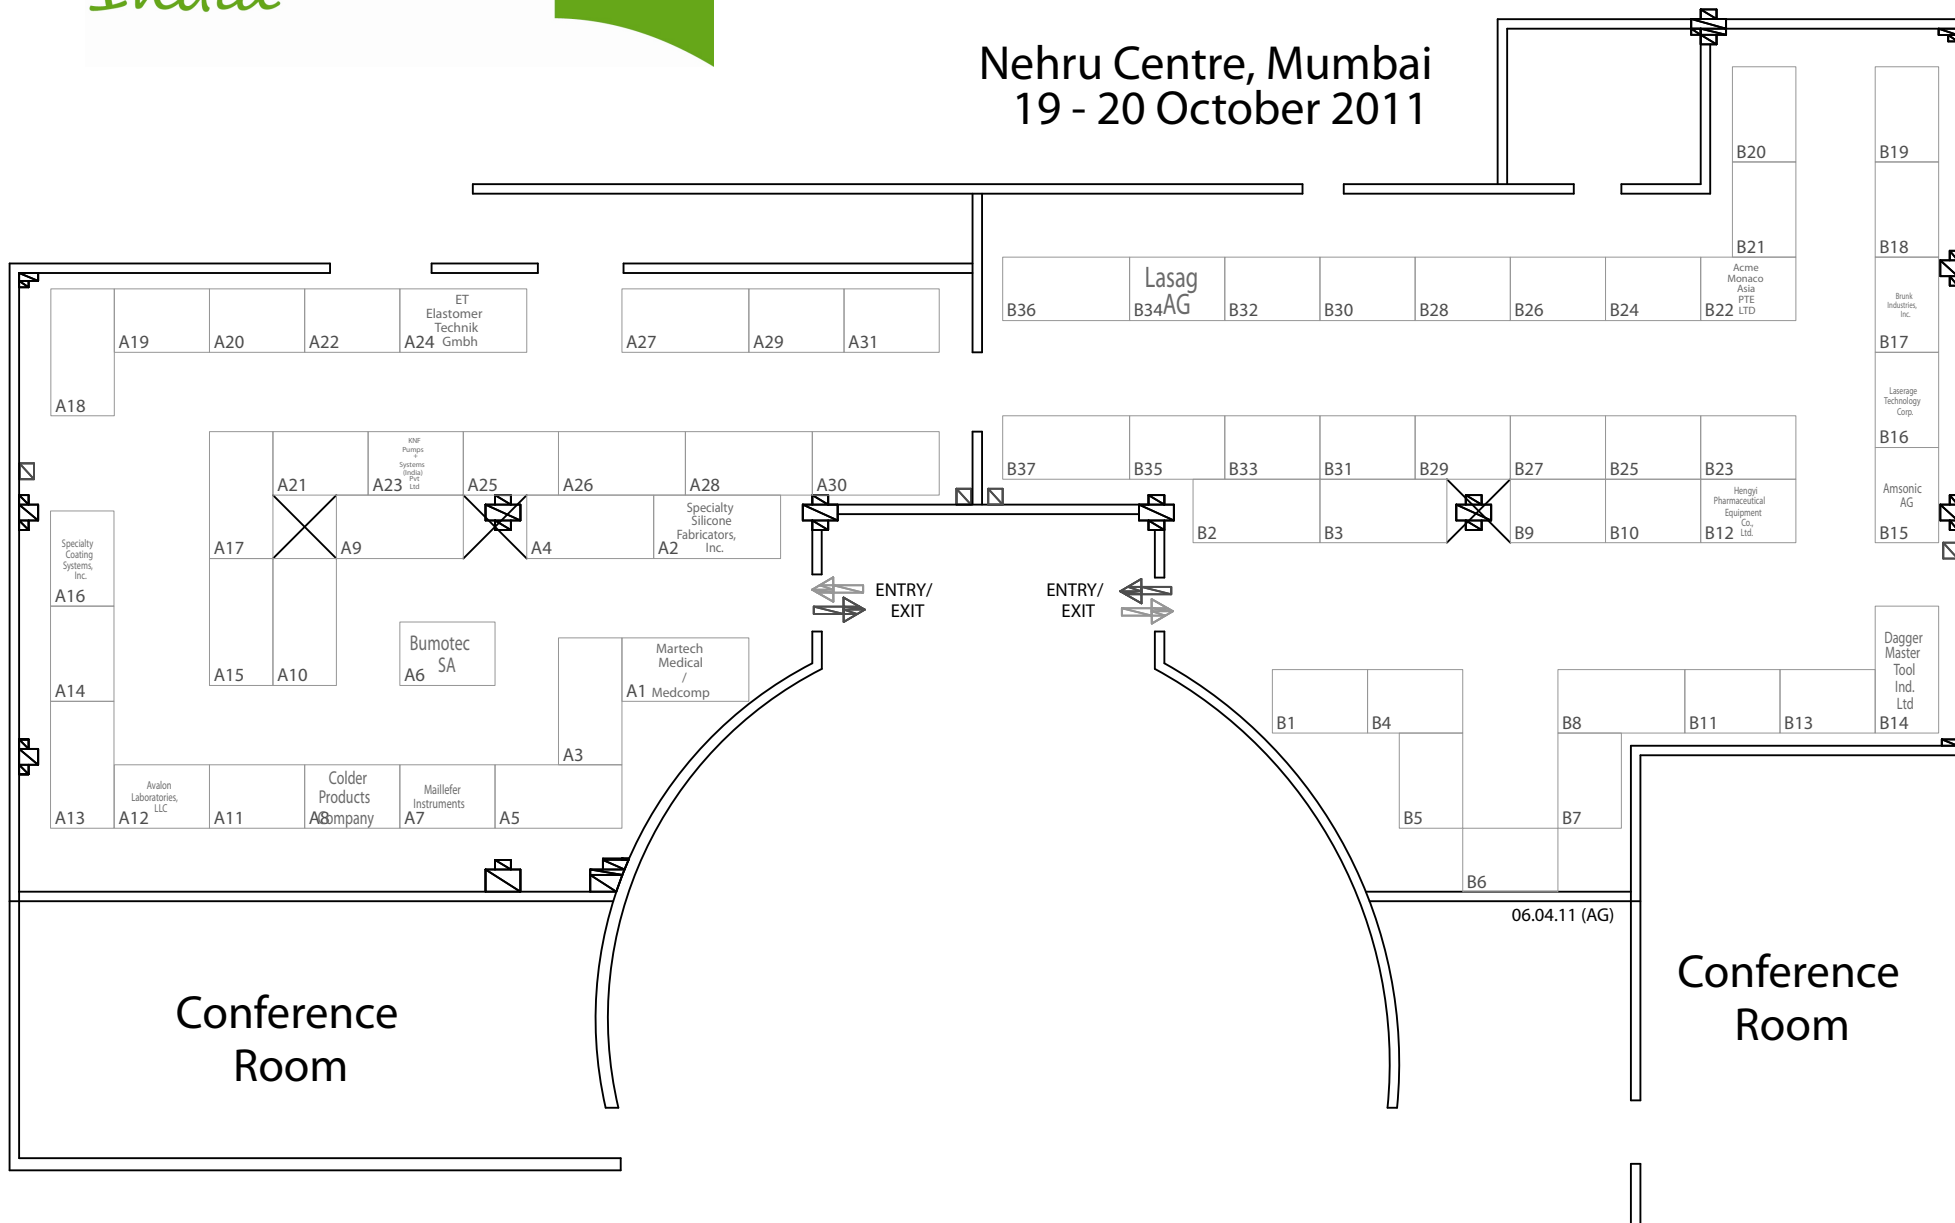 India
Nehru Centre, Mumbai
19 - 20 October 2011
B20
B19
B21
B18
B36
Lasag
AG
B34
B32
B30
B28
B26
B24
Acme
Monaco
Asia
PTE
LTD
B22
Brunk
Industries,
Inc.
B17
A19
A20
A22
ET
Elastomer
Technik
Gmbh
A24
A27
A29
A31
A18
Laserage
Technology
Corp.
B16
A21
KNF
Pumps
+
Systems
(India)
Pvt
Ltd
A23
A25
A26
A28
A30
B37
B35
B33
B31
B29
B27
B25
B23
A17
A9
A4
Specialty
Silicone
Fabricators,
Inc.
A2
B2
B3
B9
B10
Hengyi
Pharmaceutical
Equipment
Co.,
Ltd.
B12
Amsonic
AG
B15
Specialty
Coating
Systems,
Inc.
A16
ENTRY/
EXIT
ENTRY/
EXIT
A14
A15
A10
Bumotec
SA
A6
Martech
Medical
/
Medcomp
A1
A3
B1
B4
B8
B11
B13
Dagger
Master
Tool
Ind.
Ltd
B14
A13
Avalon
Laboratories,
LLC
A12
A11
Colder
Products
Company
A8
Maillefer
Instruments
A7
A5
B5
B7
B6
06.04.11 (AG)
Conference
Room
Conference
Room